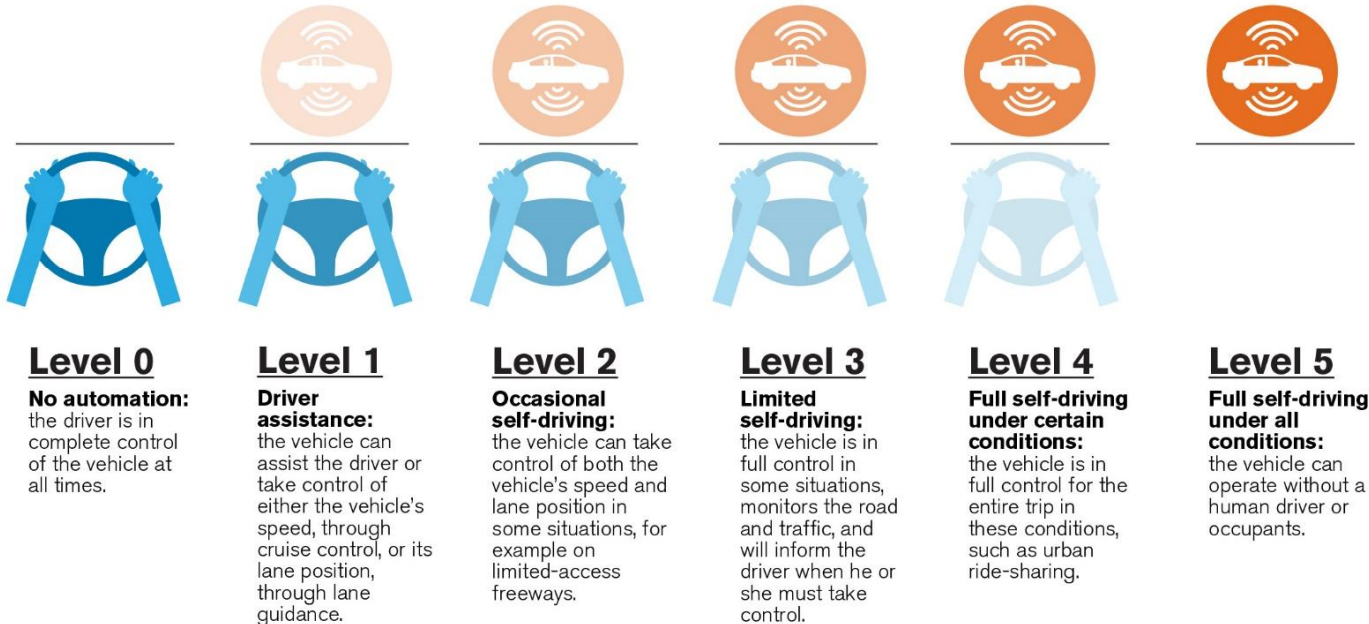 Level 0
No automation:
the driver is in
complete control
of the vehicle at
all times.
Level 1
Driver
assistance:
the vehicle can
assist the driver or
take control of
either the vehicle's
speed, through
cruise control, or its
lane position,
through lane
guidance.
Level 2
Occasional
self-driving:
the vehicle can take
control of both the
vehicle's speed and
lane position in
some situations, for
example on
limited-access
freeways.
Level 3
Limited
self-driving:
the vehicle is in
full control in
some situations,
monitors the road
and traffic, and
will inform the
driver when he or
she must take
control.
Level 4
Full self-driving
under certain
conditions:
the vehicle is in
full control for the
entire trip in
these conditions,
such as urban
ride-sharing.
Level 5
Full self-driving
under all
conditions:
the vehicle can
operate without a
human driver or
occupants.